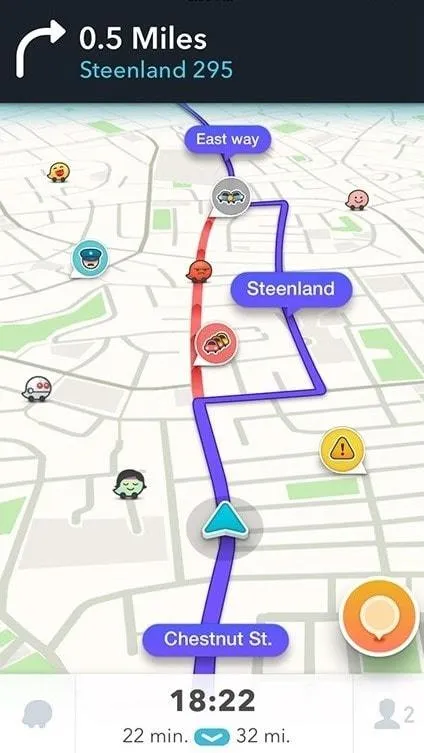 0.5 Miles
Steenland 295
East way
Steenland
Chestnut St.
18:22
22 min. 32 mi.
2